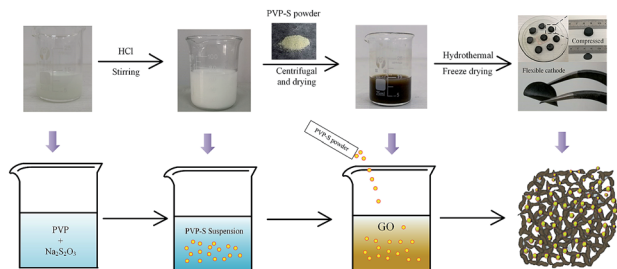 PVP-S powder
HCl
Stirring
Centrifugal
and drying
Hydrothermal
Freeze drying
Compressed
Flexible cathode
PVP-S powder
PVP
+
Na₂S₂O₃
PVP-S Suspension
GO